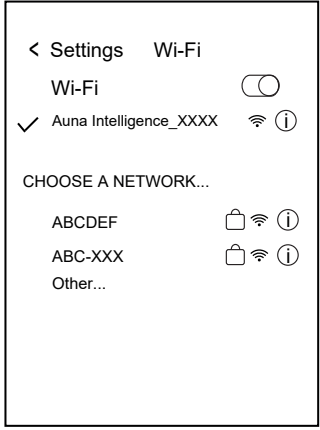 Settings Wi-Fi
Wi-Fi
Auna Intelligence_XXXX
CHOOSE A NETWORK...
ABCDEF
ABC-XXX
Other...